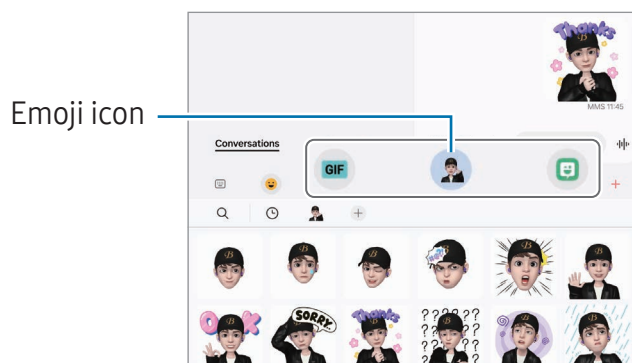 Thanks
MMS 11:45
Emoji icon
Conversations
GIF
OK
SORRY
Thanks